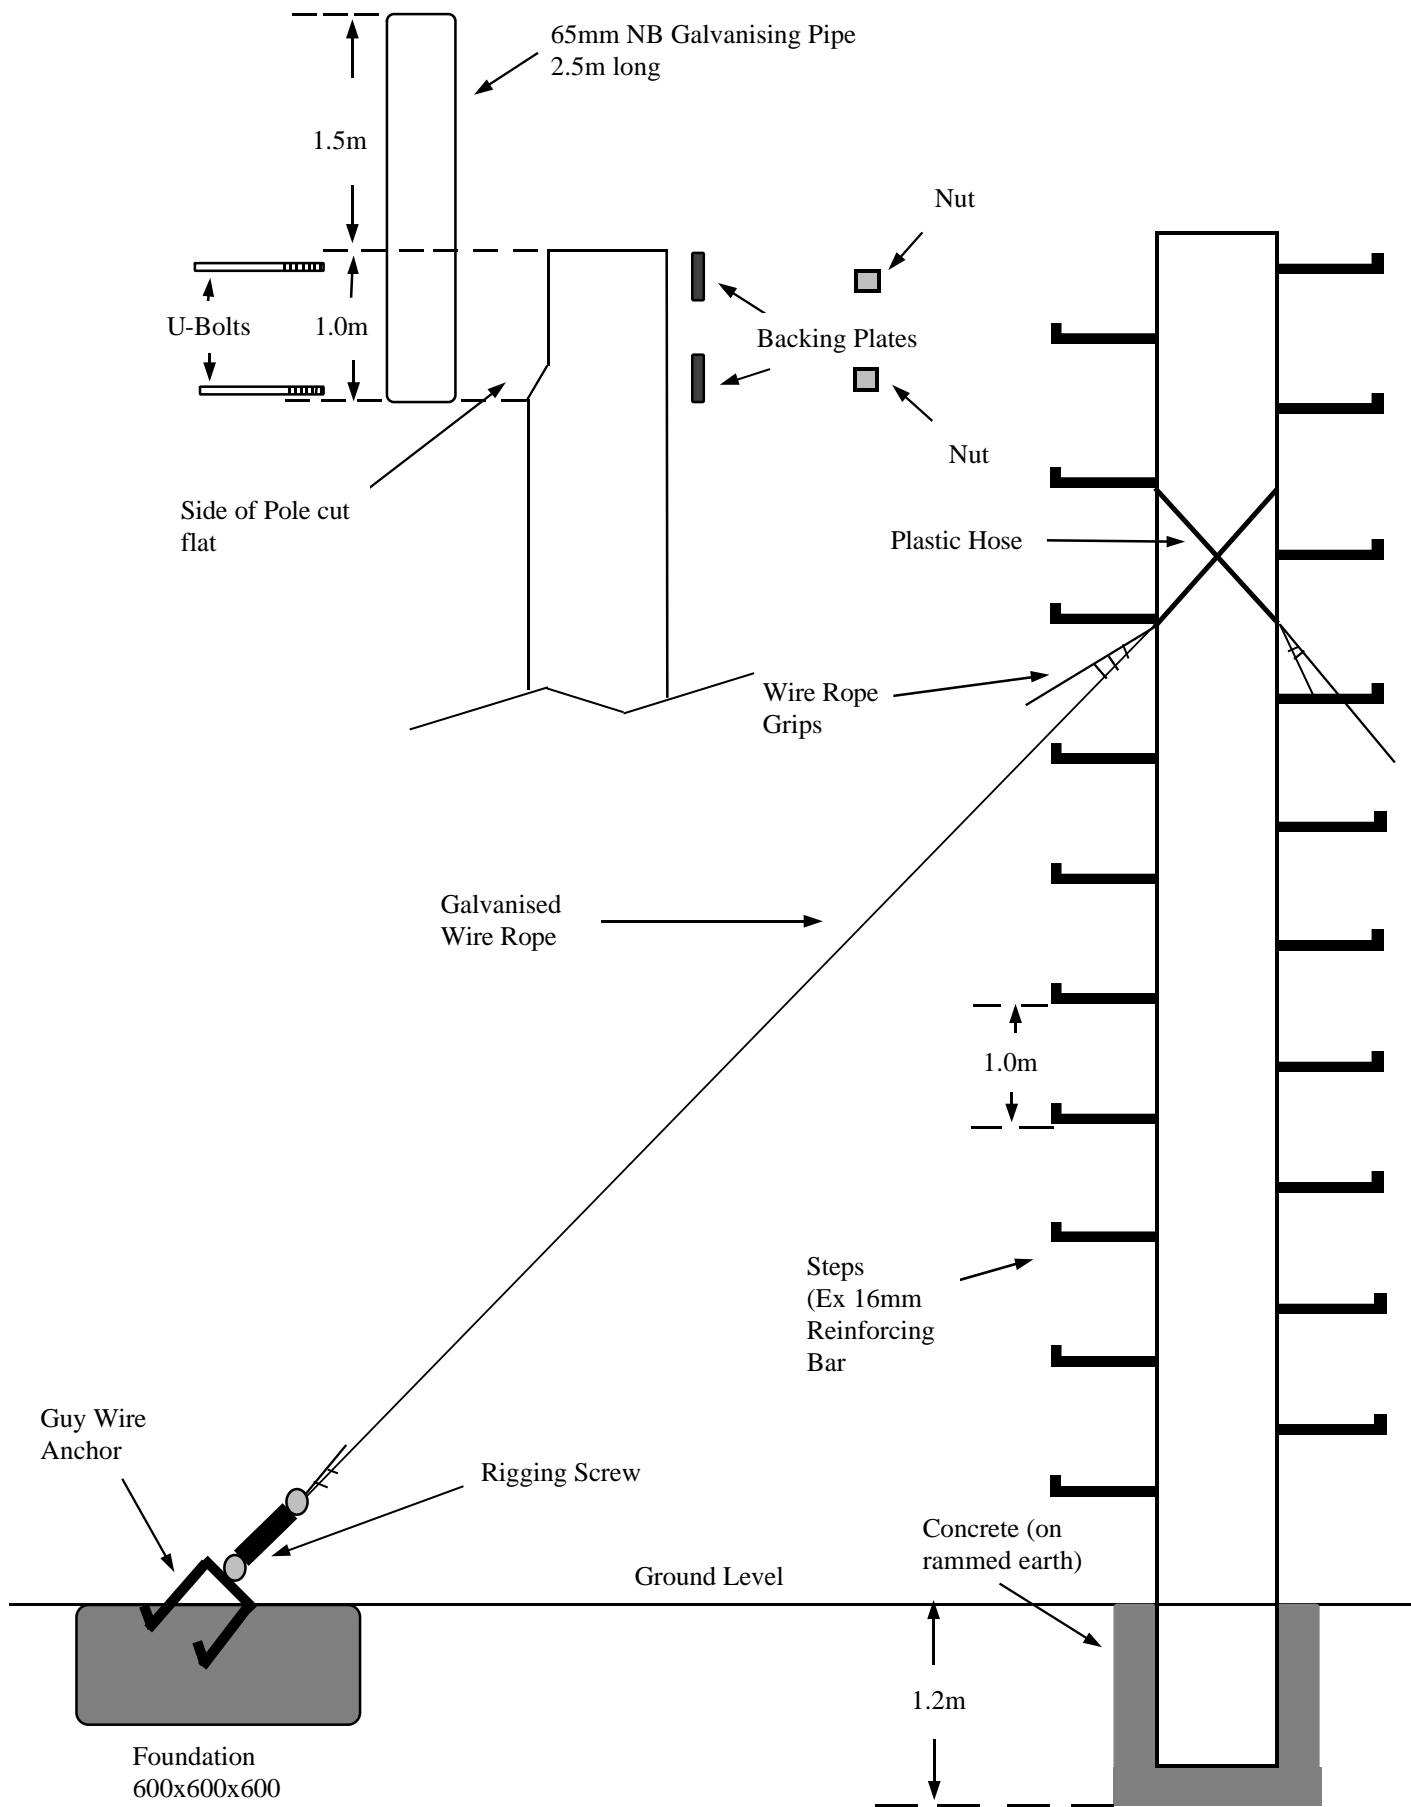 65mm NB Galvanising Pipe
2.5m long
1.5m
Nut
U-Bolts
1.0m
Backing Plates
Nut
Side of Pole cut
flat
Plastic Hose
Wire Rope
Grips
Galvanised
Wire Rope
1.0m
Steps
(Ex 16mm
Reinforcing
Bar
Guy Wire
Anchor
Rigging Screw
Concrete (on
rammed earth)
Ground Level
1.2m
Foundation
600x600x600